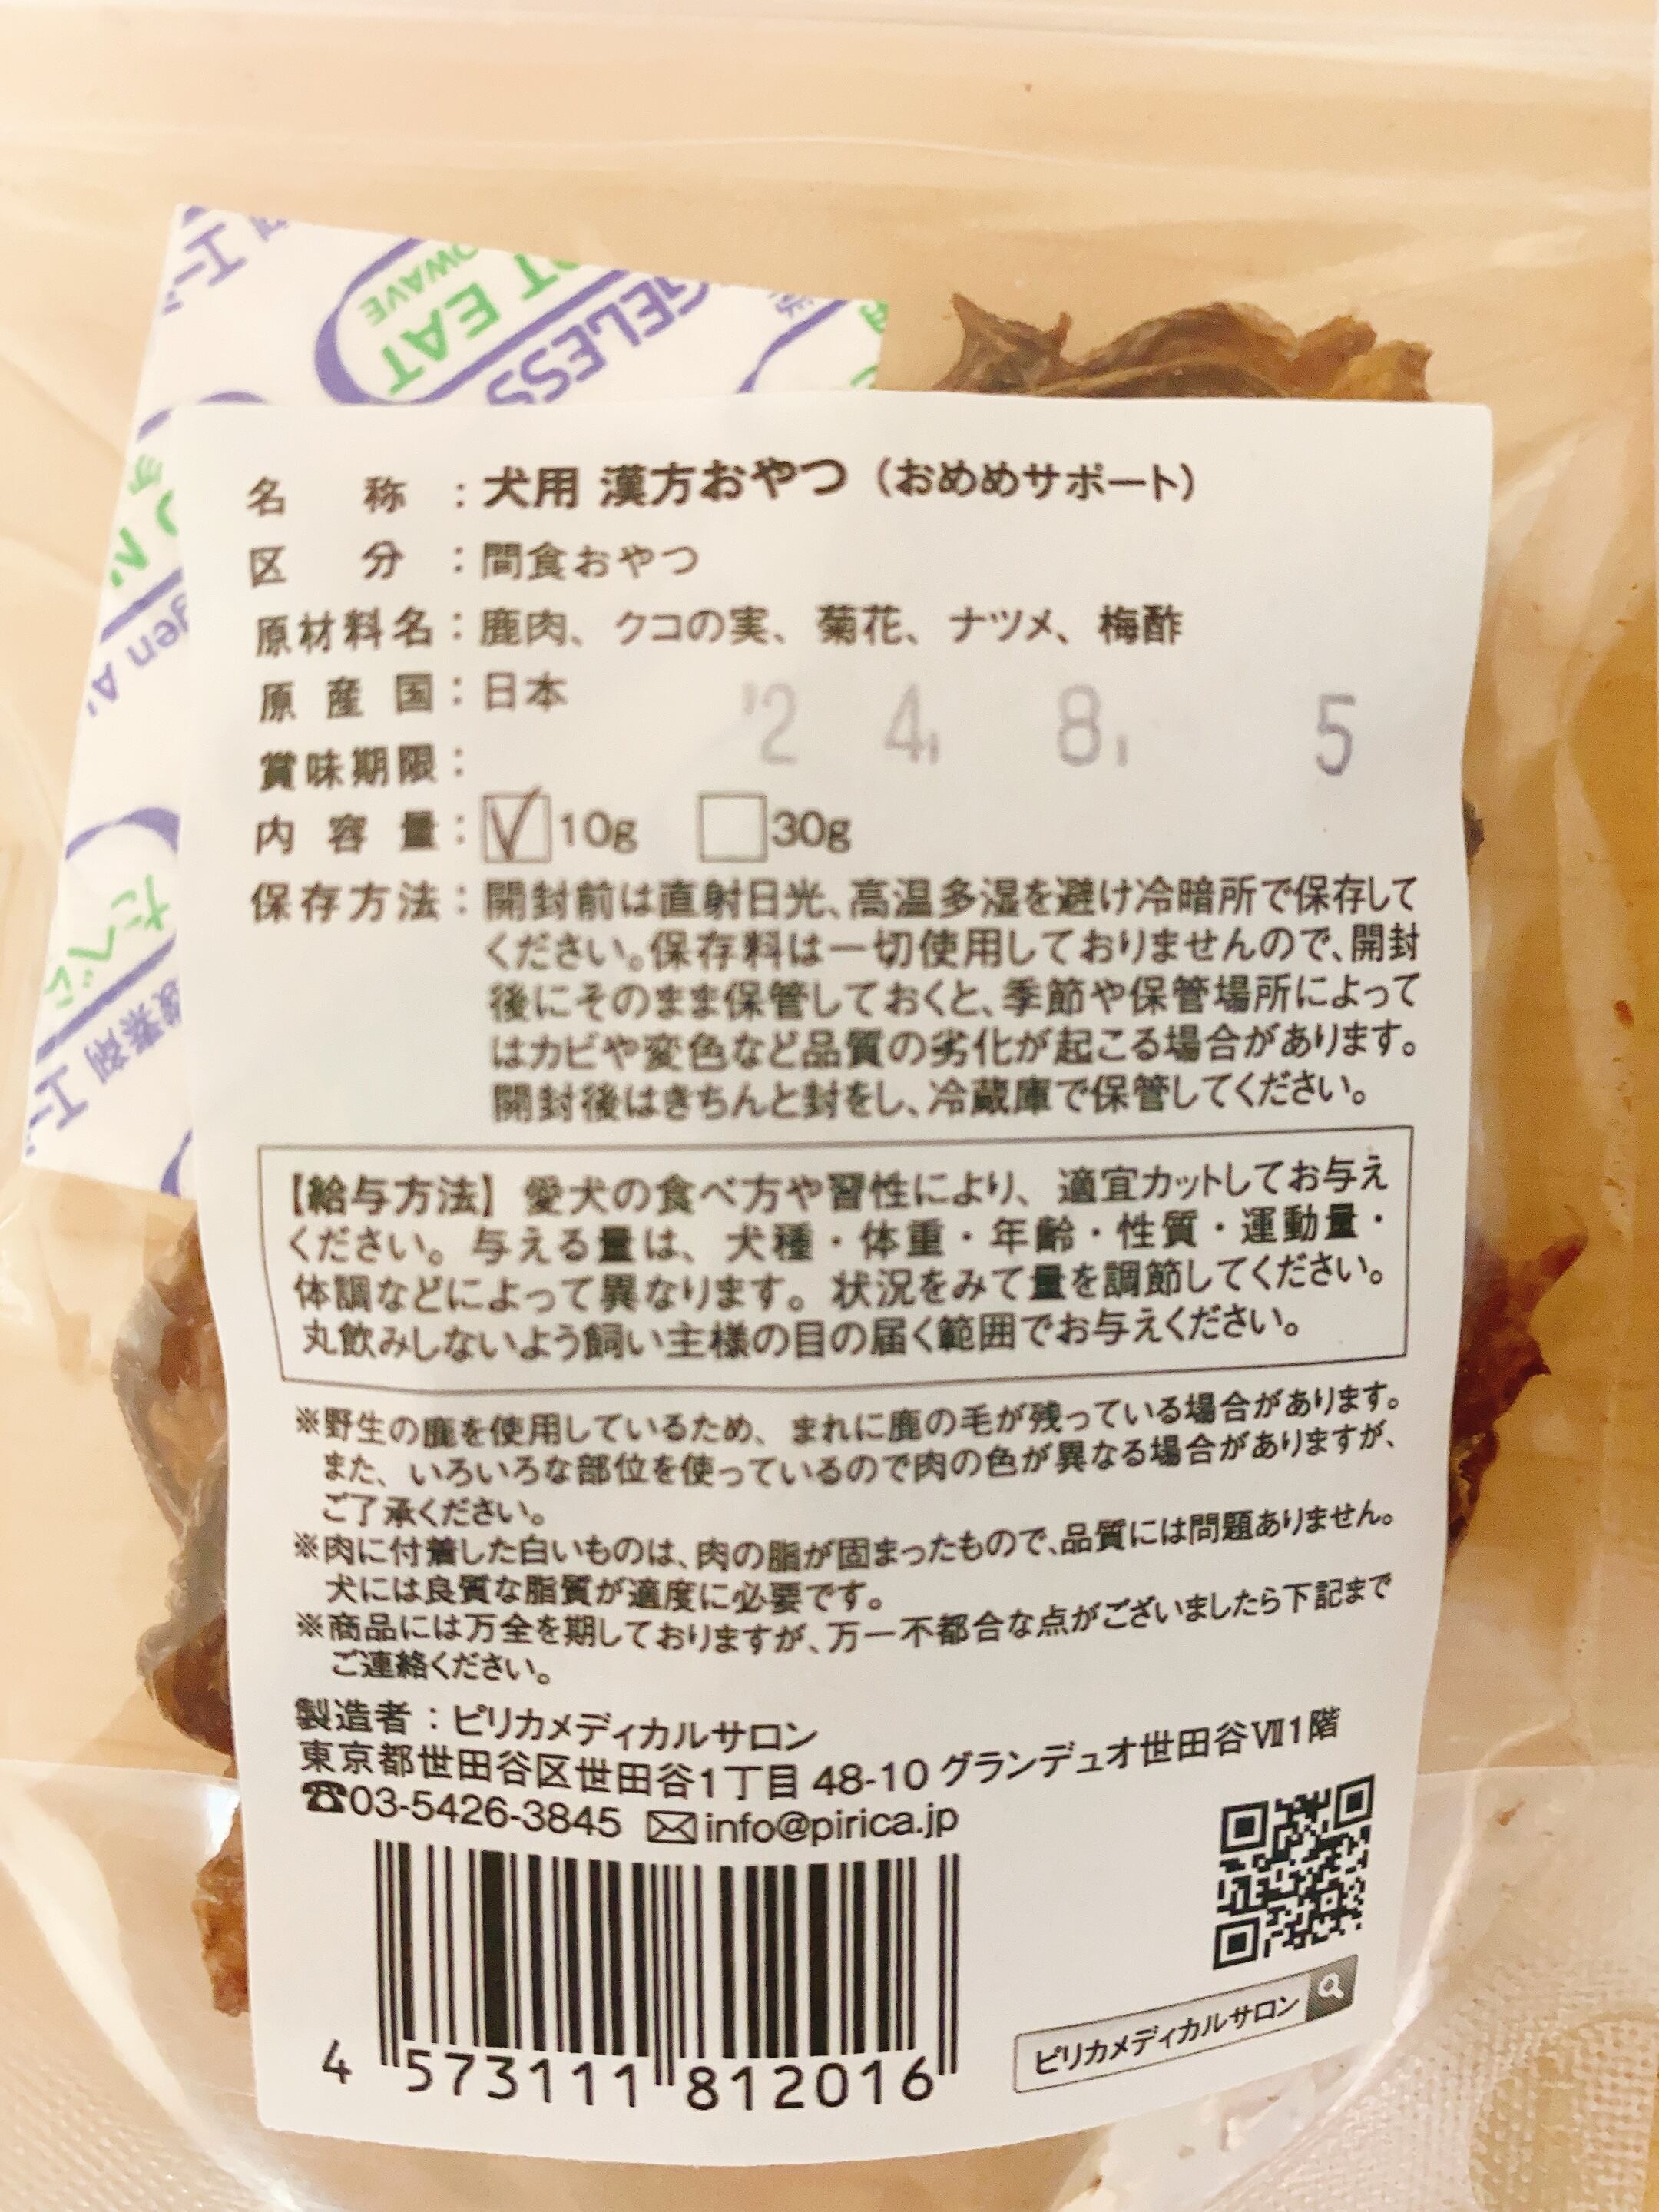 GELESS
OT EAT
OWAVE
名 称 : 犬用 漢方おやつ（おめめサポート）
区 分 : 間食おやつ
原材料名 : 鹿肉、クコの実、菊花、ナツメ、梅酢
原産国 : 日本
賞味期限 : '24. 8. 5
内容量 : ☑10g □30g
保存方法 : 開封前は直射日光、高温多湿を避け冷暗所で保存して
ください。保存料は一切使用しておりませんので、開封
後にそのまま保管しておくと、季節や保管場所によって
はカビや変色など品質の劣化が起こる場合があります。
開封後はきちんと封をし、冷蔵庫で保管してください。
【給与方法】愛犬の食べ方や習性により、適宜カットしてお与え
ください。与える量は、犬種・体重・年齢・性質・運動量・
体調などによって異なります。状況をみて量を調節してください。
丸飲みしないよう飼い主様の目の届く範囲でお与えください。
※野生の鹿を使用しているため、まれに鹿の毛が残っている場合があります。
また、いろいろな部位を使っているので肉の色が異なる場合がありますが、
ご了承ください。
※肉に付着した白いものは、肉の脂が固まったもので、品質には問題ありません。
犬には良質な脂質が適度に必要です。
※商品には万全を期しておりますが、万一不都合な点がございましたら下記まで
ご連絡ください。
製造者 : ピリカメディカルサロン
東京都世田谷区世田谷1丁目 48-10 グランデュオ世田谷Ⅶ1階
☎03-5426-3845 ✉info@pirica.jp
4 573111 812016
ピリカメディカルサロン